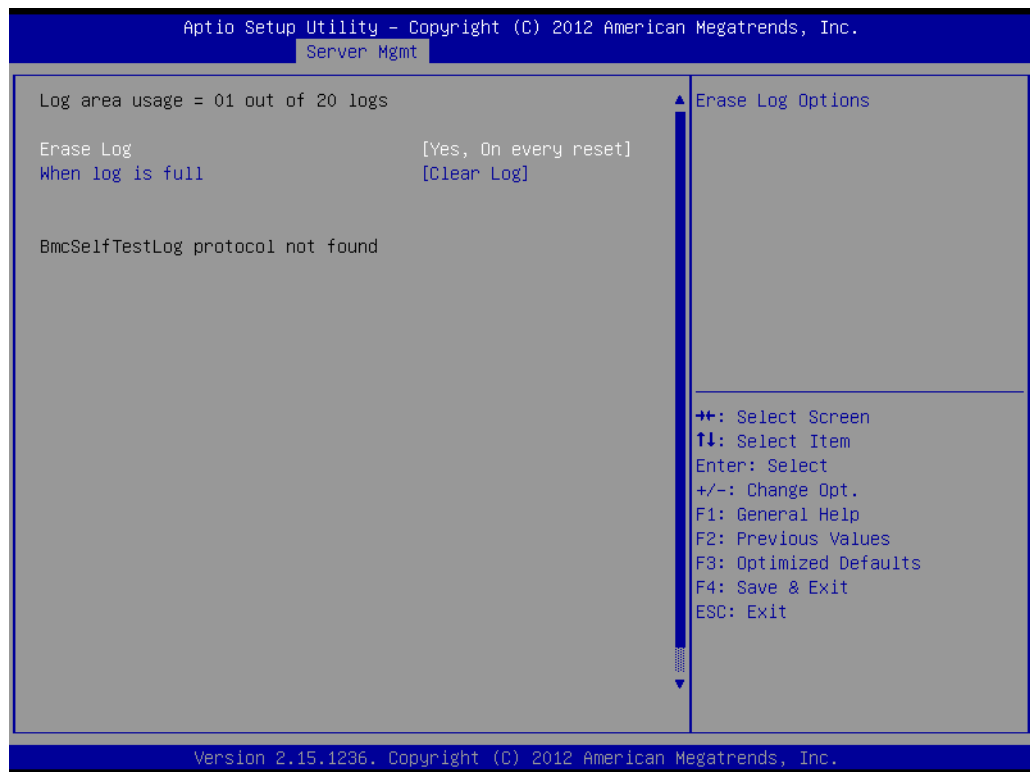 Aptio Setup Utility – Copyright (C) 2012 American Megatrends, Inc.
Server Mgmt
Log area usage = 01 out of 20 logs
Erase Log [Yes, On every reset]
When log is full [Clear Log]
BmcSelfTestLog protocol not found
Erase Log Options
→←: Select Screen
↑↓: Select Item
Enter: Select
+/-: Change Opt.
F1: General Help
F2: Previous Values
F3: Optimized Defaults
F4: Save & Exit
ESC: Exit
Version 2.15.1236. Copyright (C) 2012 American Megatrends, Inc.